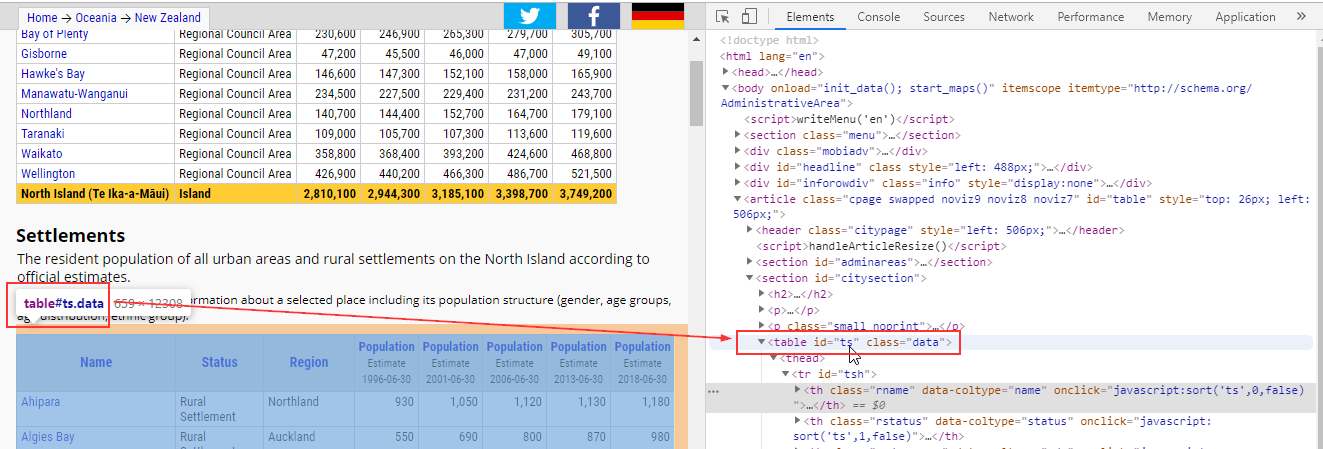 Home → Oceania → New Zealand
Bay of Plenty Regional Council Area 230,600 246,900 265,300 279,700 305,700
Gisborne Regional Council Area 47,200 45,500 46,000 47,000 49,100
Hawke's Bay Regional Council Area 146,600 147,300 152,100 158,000 165,900
Manawatu-Wanganui Regional Council Area 234,500 227,500 229,400 231,200 243,700
Northland Regional Council Area 140,700 144,400 152,700 164,700 179,100
Taranaki Regional Council Area 109,000 105,700 107,300 113,600 119,600
Waikato Regional Council Area 358,800 368,400 393,200 424,600 468,800
Wellington Regional Council Area 426,900 440,200 466,300 486,700 521,500
North Island (Te Ika-a-Māui) Island 2,810,100 2,944,300 3,185,100 3,398,700 3,749,200
Settlements
The resident population of all urban areas and rural settlements on the North Island according to
official estimates.
table#ts.data 659 × 12308 ormation about a selected place including its population structure (gender, age groups,
age distribution, ethnic group).
Name Status Region Population Population Population Population Population
Estimate Estimate Estimate Estimate Estimate
1996-06-30 2001-06-30 2006-06-30 2013-06-30 2018-06-30
Ahipara Rural Northland 930 1,050 1,120 1,130 1,180
Settlement
Algies Bay Rural Auckland 550 690 800 870 980
Elements Console Sources Network Performance Memory Application »
<!doctype html>
<html lang="en">
▶<head>…</head>
▼<body onload="init_data(); start_maps()" itemscope itemtype="http://schema.org/
AdministrativeArea">
<script>writeMenu('en')</script>
▶<section class="menu">…</section>
▶<div class="mobiadv">…</div>
▶<div id="headline" class style="left: 488px;">…</div>
▶<div id="inforowdiv" class="info" style="display:none">…</div>
▼<article class="cpage swapped noviz9 noviz8 noviz7" id="table" style="top: 26px; left:
506px;">
▶<header class="citypage" style="left: 506px;">…</header>
<script>handleArticleResize()</script>
▶<section id="adminareas">…</section>
▼<section id="citysection">
▶<h2>…</h2>
▶<p>…</p>
▶<p class="small noprint">…</p>
▼<table id="ts" class="data">
▼<thead>
▼<tr id="tsh">
… ▶<th class="rname" data-coltype="name" onclick="javascript:sort('ts',0,false)
">…</th> == $0
▶<th class="rstatus" data-coltype="status" onclick="javascript:
sort('ts',1,false)">…</th>